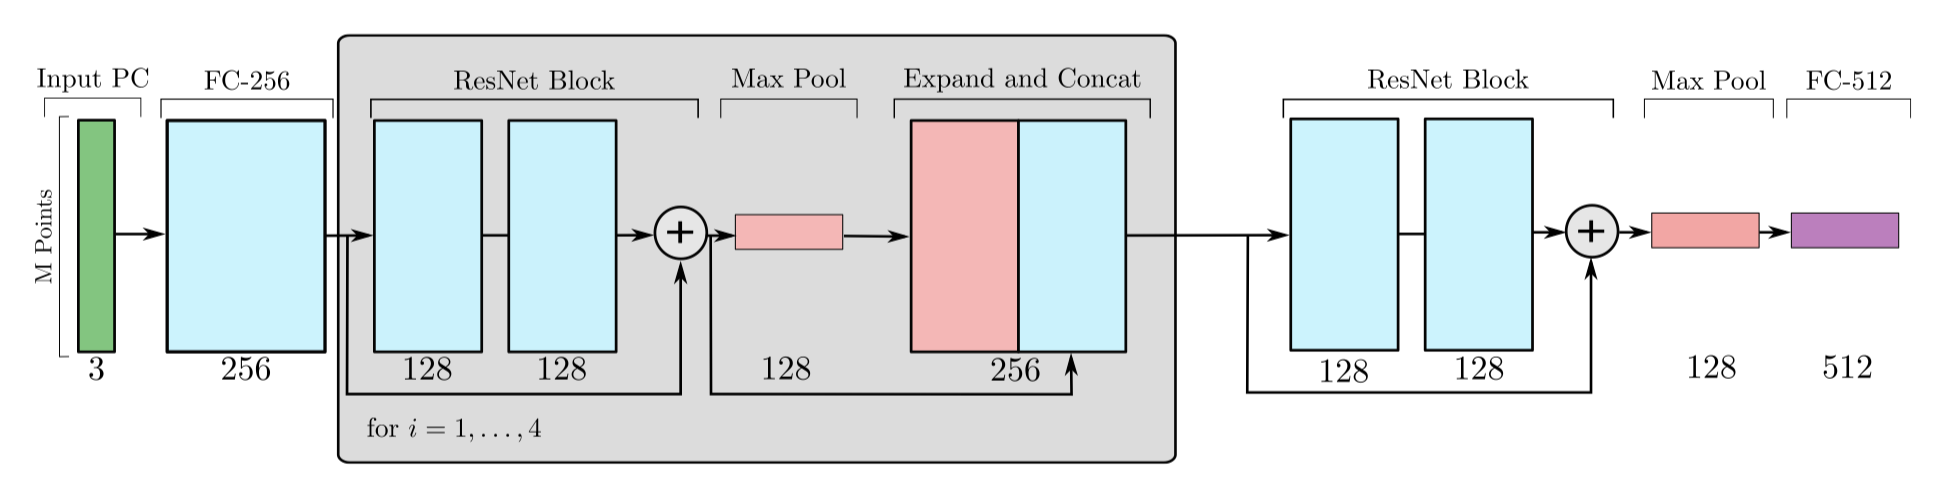 Input PC
FC-256
ResNet Block
Max Pool
Expand and Concat
ResNet Block
Max Pool
FC-512
M Points
3
256
128
128
128
256
128
128
128
512
for i = 1, . . . , 4